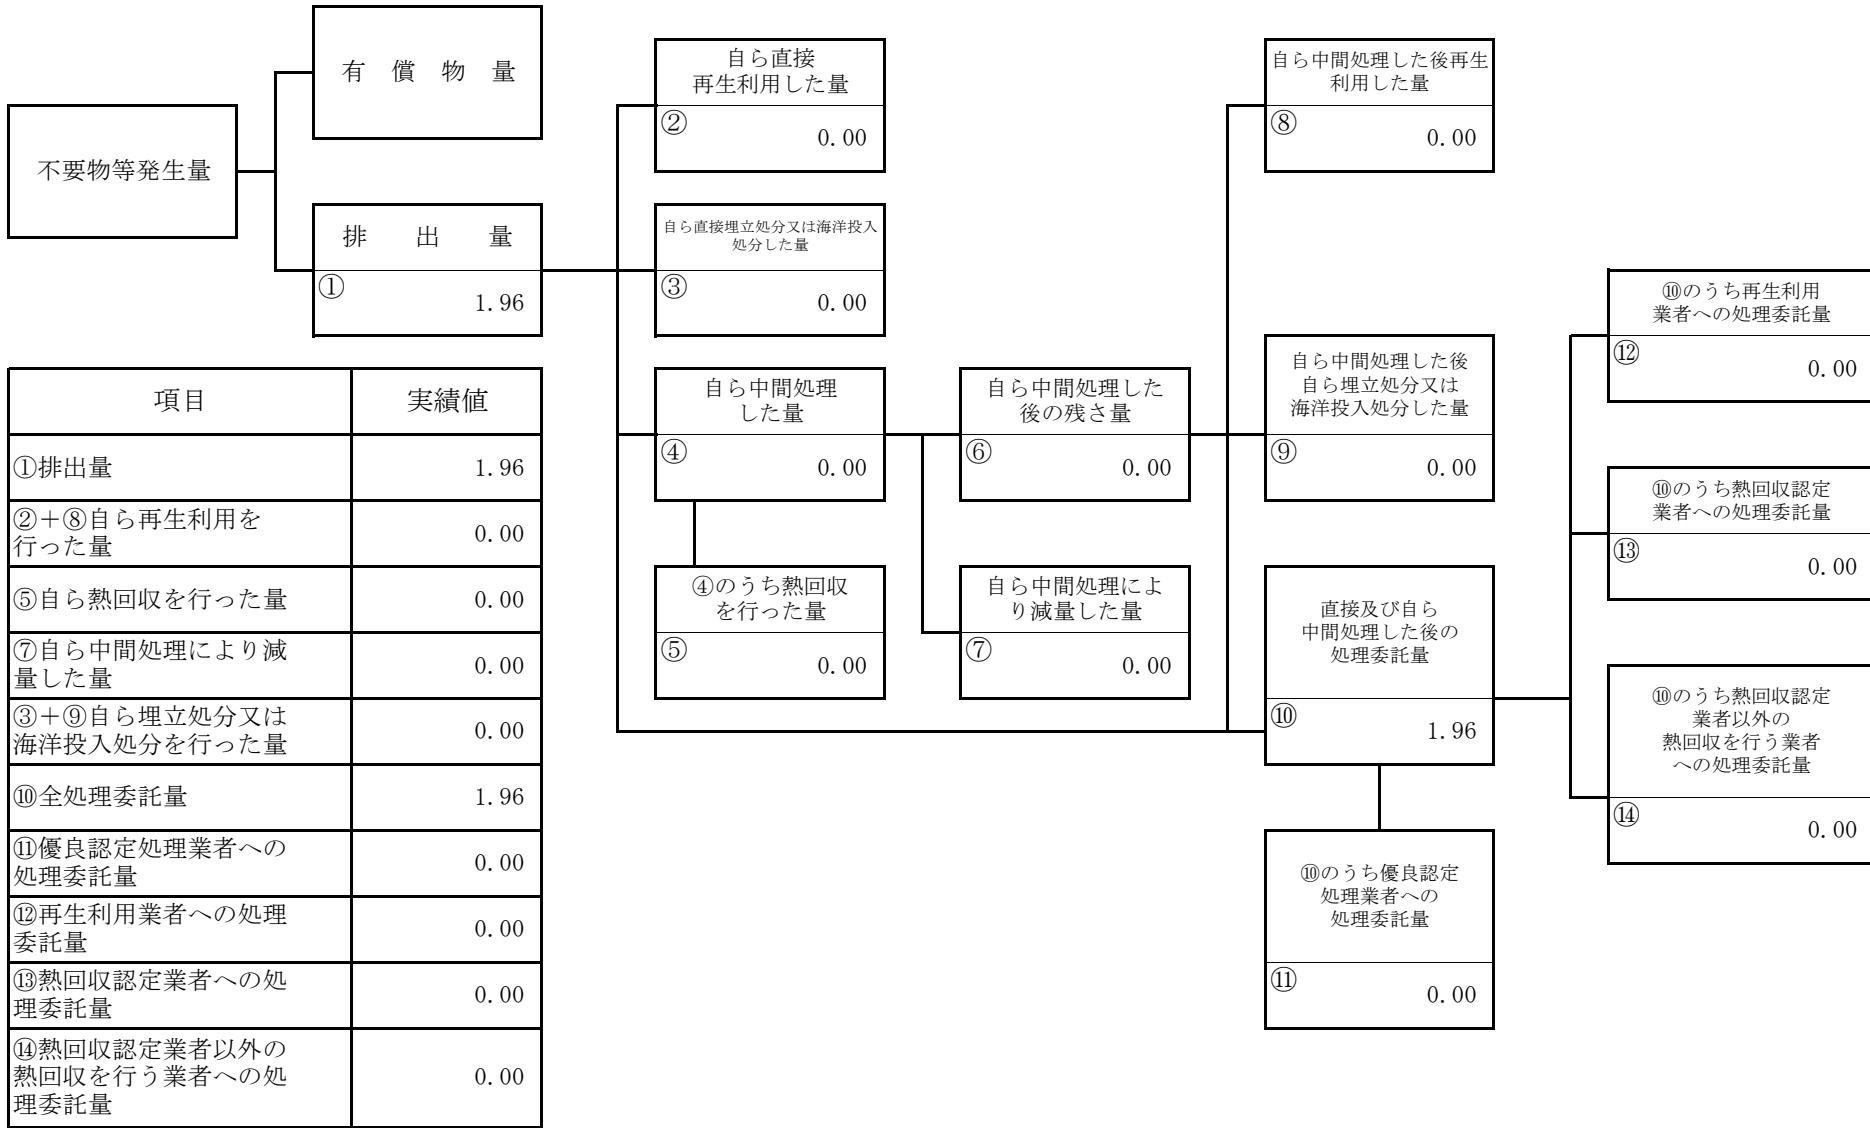 不要物等発生量
有 償 物 量
排 出 量
① 1.96
自ら直接
再生利用した量
② 0.00
自ら直接埋立処分又は海洋投入
処分した量
③ 0.00
自ら中間処理
した量
④ 0.00
④のうち熱回収
を行った量
⑤ 0.00
自ら中間処理した
後の残さ量
⑥ 0.00
自ら中間処理によ
り減量した量
⑦ 0.00
自ら中間処理した後再生
利用した量
⑧ 0.00
自ら中間処理した後
自ら埋立処分又は
海洋投入処分した量
⑨ 0.00
直接及び自ら
中間処理した後の
処理委託量
⑩ 1.96
⑩のうち優良認定
処理業者への
処理委託量
⑪ 0.00
⑩のうち再生利用
業者への処理委託量
⑫ 0.00
⑩のうち熱回収認定
業者への処理委託量
⑬ 0.00
⑩のうち熱回収認定
業者以外の
熱回収を行う業者
への処理委託量
⑭ 0.00
項目 実績値
①排出量 1.96
②＋⑧自ら再生利用を
行った量 0.00
⑤自ら熱回収を行った量 0.00
⑦自ら中間処理により減
量した量 0.00
③＋⑨自ら埋立処分又は
海洋投入処分を行った量 0.00
⑩全処理委託量 1.96
⑪優良認定処理業者への
処理委託量 0.00
⑫再生利用業者への処理
委託量 0.00
⑬熱回収認定業者への処
理委託量 0.00
⑭熱回収認定業者以外の
熱回収を行う業者への処
理委託量 0.00